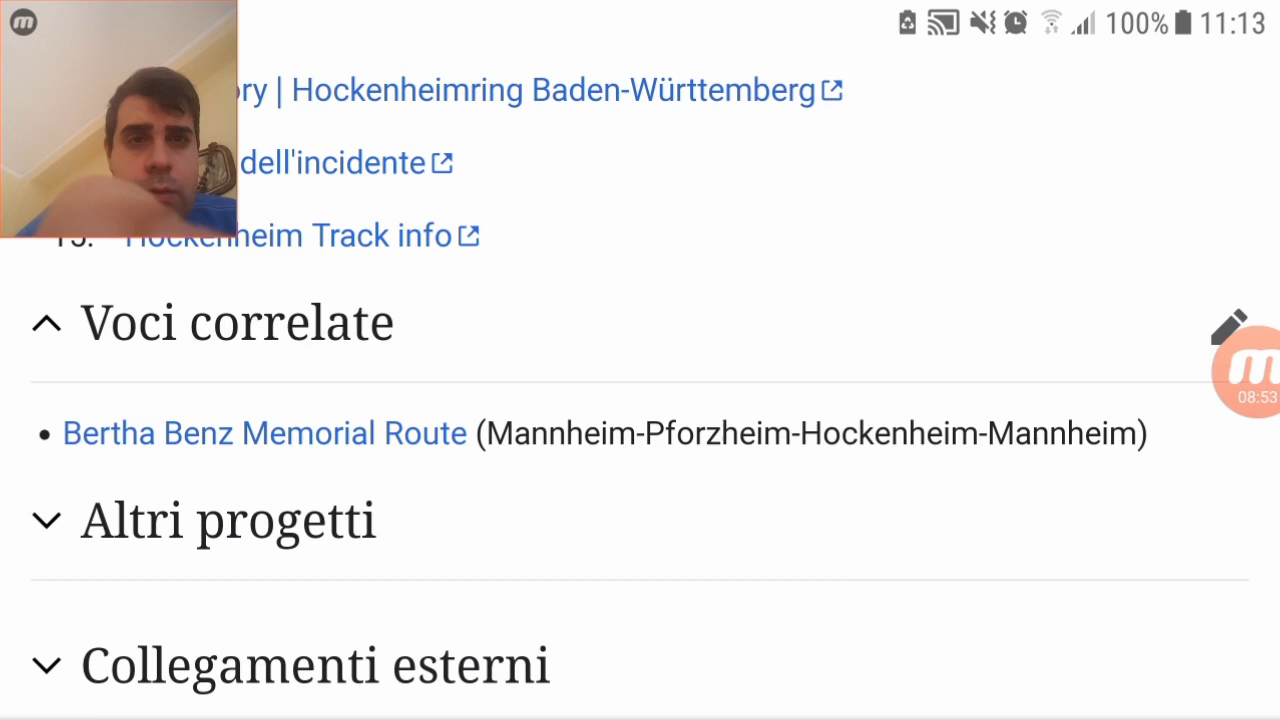 100% 11:13
ory | Hockenheimring Baden-Württemberg
dell'incidente
15. Hockenheim Track info
Voci correlate
08:53
• Bertha Benz Memorial Route (Mannheim-Pforzheim-Hockenheim-Mannheim)
Altri progetti
Collegamenti esterni